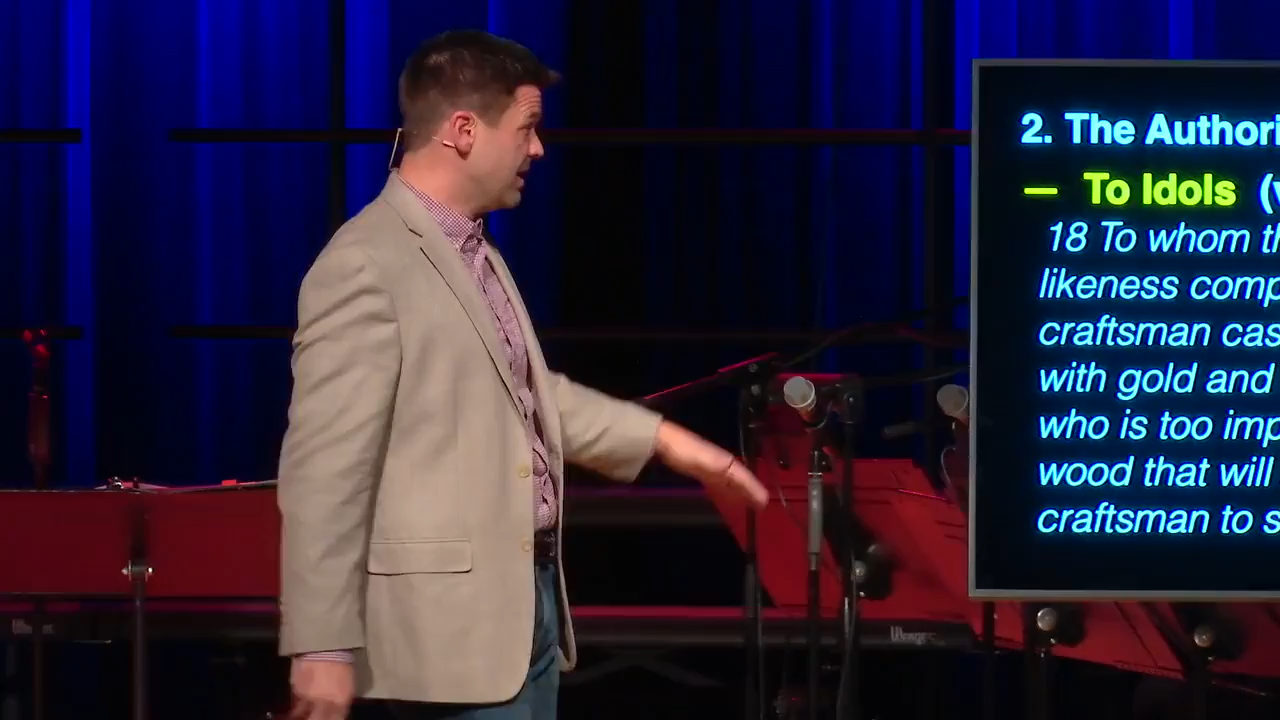 2. The Authori
— To Idols (v
18 To whom th
likeness comp
craftsman cas
with gold and
who is too imp
wood that will
craftsman to s
Wenger